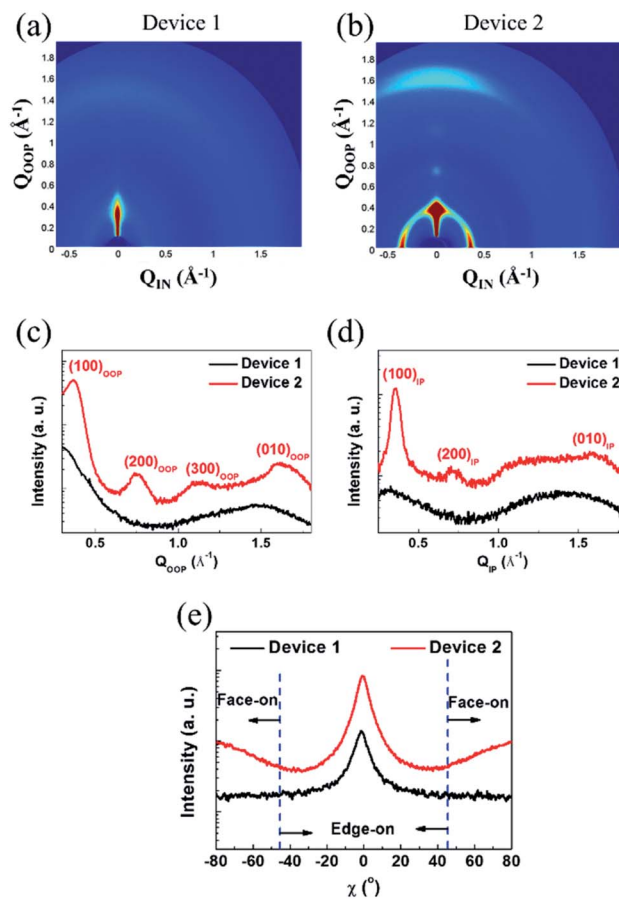 (a) Device 1
(b) Device 2
Q_OOP (Å⁻¹)
1.8
1.6
1.4
1.2
1
0.8
0.6
0.4
0.2
0
-0.5 0 0.5 1 1.5
Q_IN (Å⁻¹)
Q_OOP (Å⁻¹)
1.8
1.6
1.4
1.2
1
0.8
0.6
0.4
0.2
0
-0.5 0 0.5 1 1.5
Q_IN (Å⁻¹)
(c)
Intensity (a. u.)
(100)OOP
Device 1
Device 2
(200)OOP
(300)OOP
(010)OOP
0.5 1.0 1.5
Q_OOP (Å⁻¹)
(d)
Intensity (a. u.)
(100)IP
Device 1
Device 2
(200)IP
(010)IP
0.5 1.0 1.5
Q_IP (Å⁻¹)
(e)
Intensity (a. u.)
Device 1 Device 2
Face-on Face-on
Edge-on
-80 -60 -40 -20 0 20 40 60 80
χ (°)